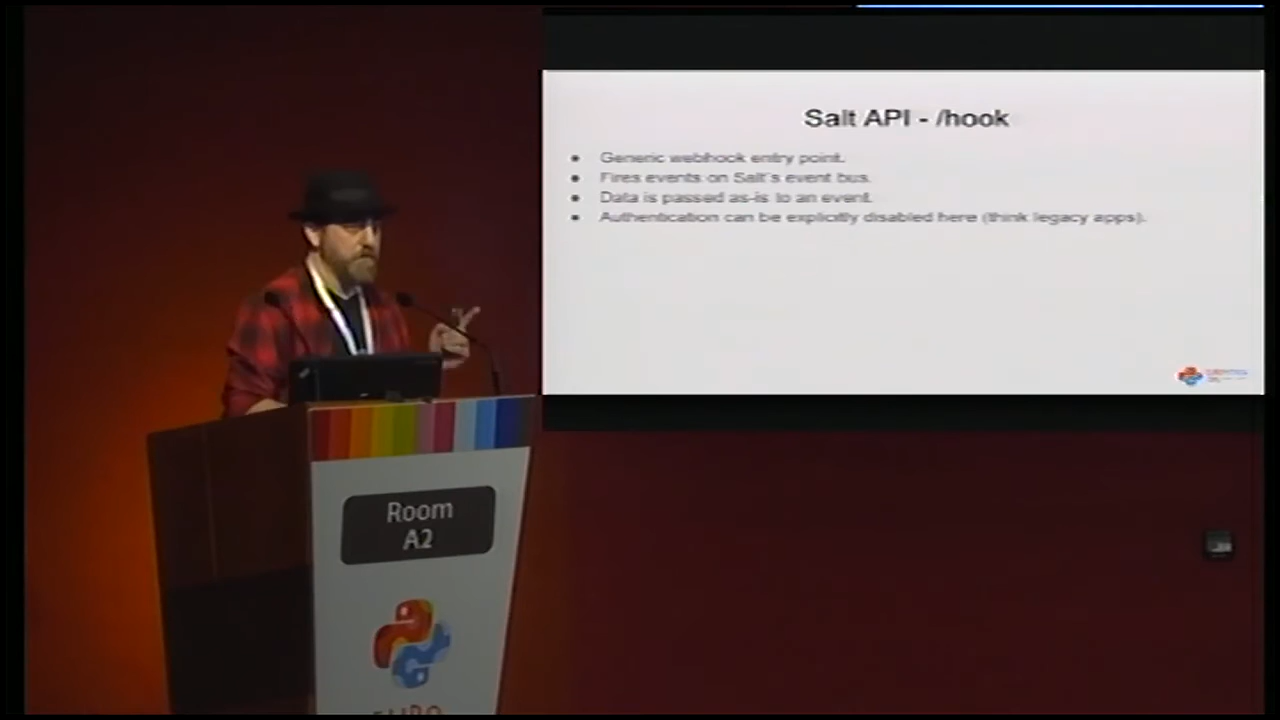 Salt API - /hook
● Generic webhook entry point.
● Fires events on Salt's event bus.
● Data is passed as-is to an event.
● Authentication can be explicitly disabled here (think legacy apps).
Room
A2
EURO